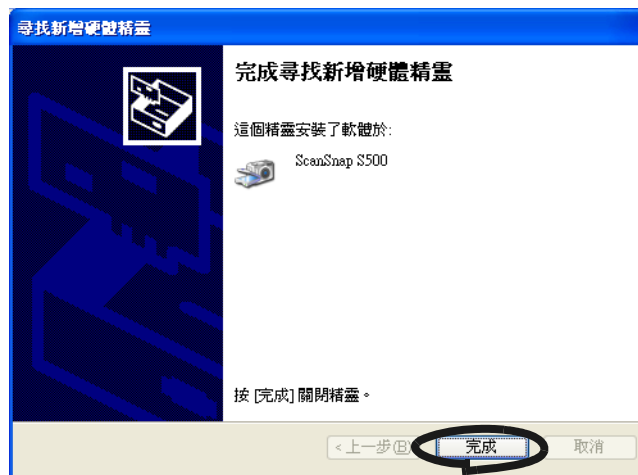 尋找新增硬體精靈
完成尋找新增硬體精靈
這個精靈安裝了軟體於:
ScanSnap S500
按 [完成] 關閉精靈。
<上一步(B)
完成
取消